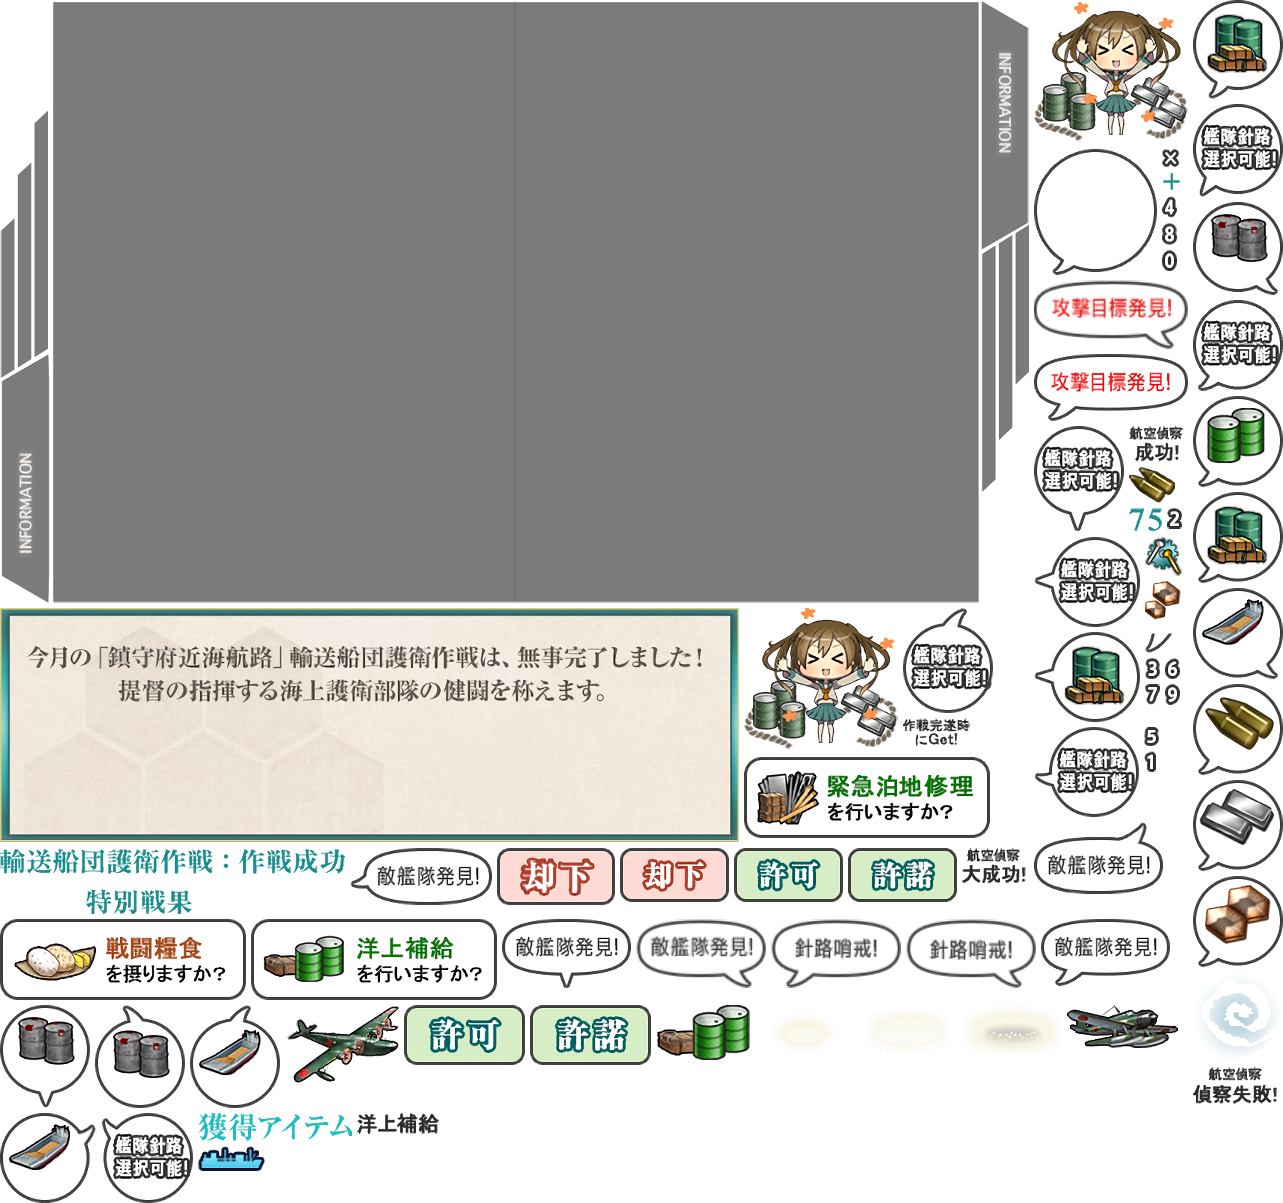 INFORMATION
艦隊針路
選択可能!
×
+
4
8
0
攻撃目標発見!
艦隊針路
選択可能!
攻撃目標発見!
艦隊針路
選択可能!
航空偵察
成功!
75
2
INFORMATION
艦隊針路
選択可能!
今月の「鎮守府近海航路」輸送船団護衛作戦は、無事完了しました!
提督の指揮する海上護衛部隊の健闘を称えます。
艦隊針路
選択可能!
作戦完遂時
にGet!
/
3 6
7 9
5
1
艦隊針路
選択可能!
緊急泊地修理
を行いますか?
輸送船団護衛作戦:作戦成功
特別戦果
敵艦隊発見!
却下
却下
許可
許諾
航空偵察
大成功!
敵艦隊発見!
戦闘糧食
を摂りますか?
洋上補給
を行いますか?
敵艦隊発見!
敵艦隊発見!
針路哨戒!
針路哨戒!
敵艦隊発見!
許可
許諾
航空偵察
偵察失敗!
艦隊針路
選択可能!
獲得アイテム
洋上補給